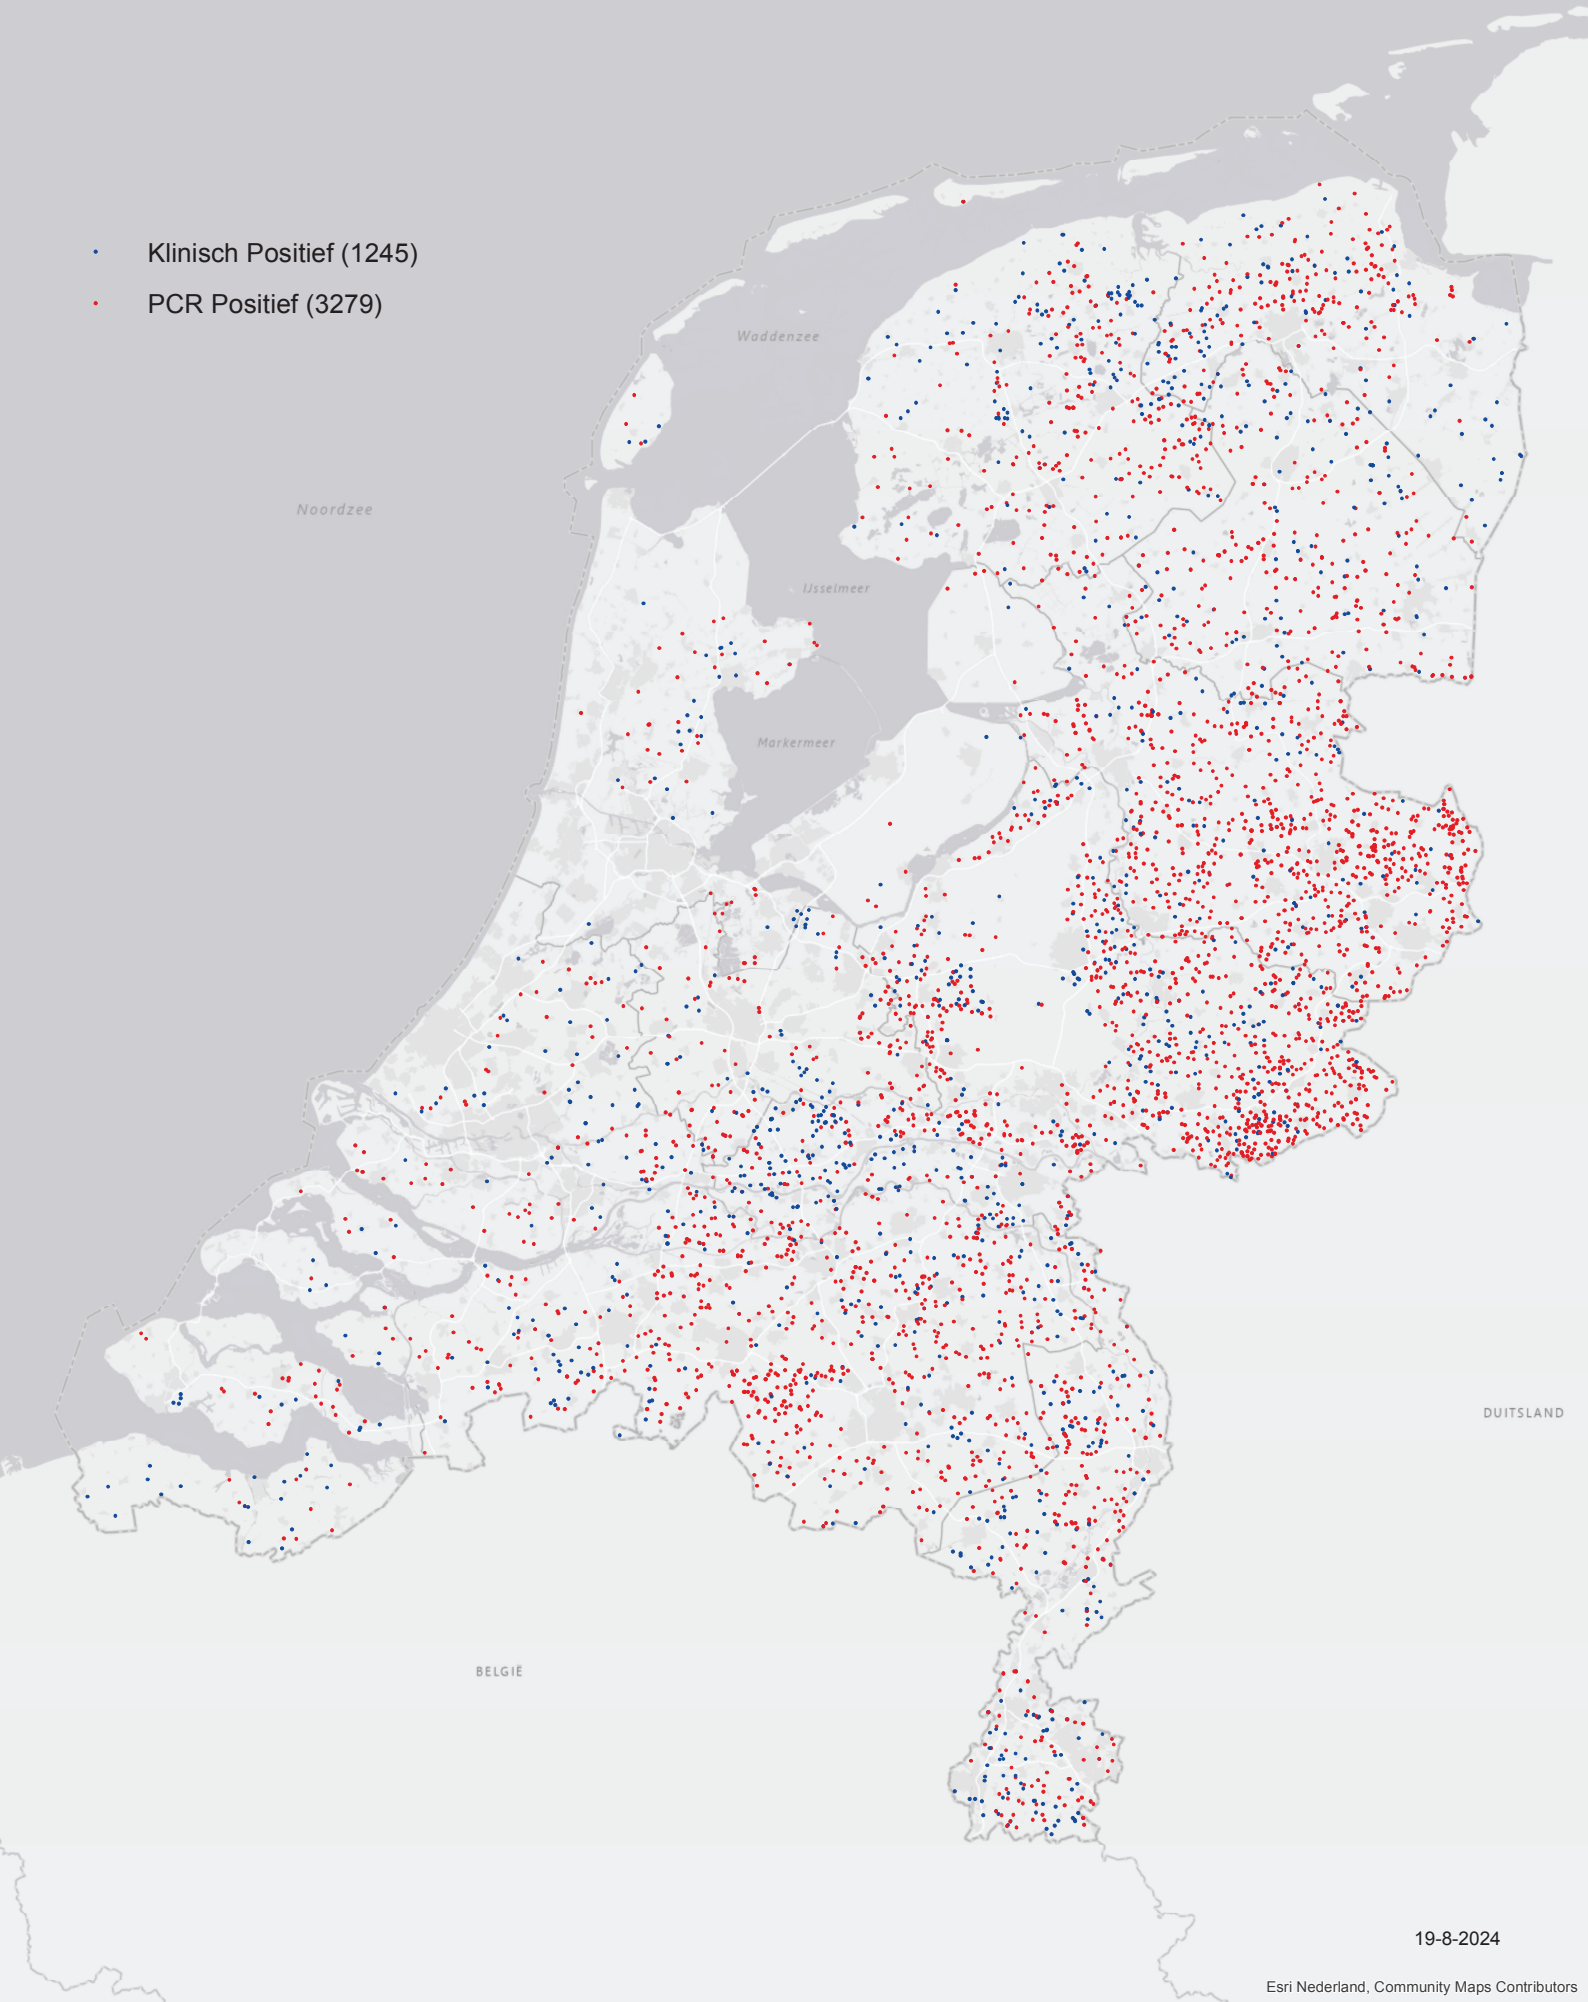 Klinisch Positief (1245)
PCR Positief (3279)
Waddenzee
Noordzee
IJsselmeer
Markermeer
DUITSLAND
BELGIË
19-8-2024
Esri Nederland, Community Maps Contributors